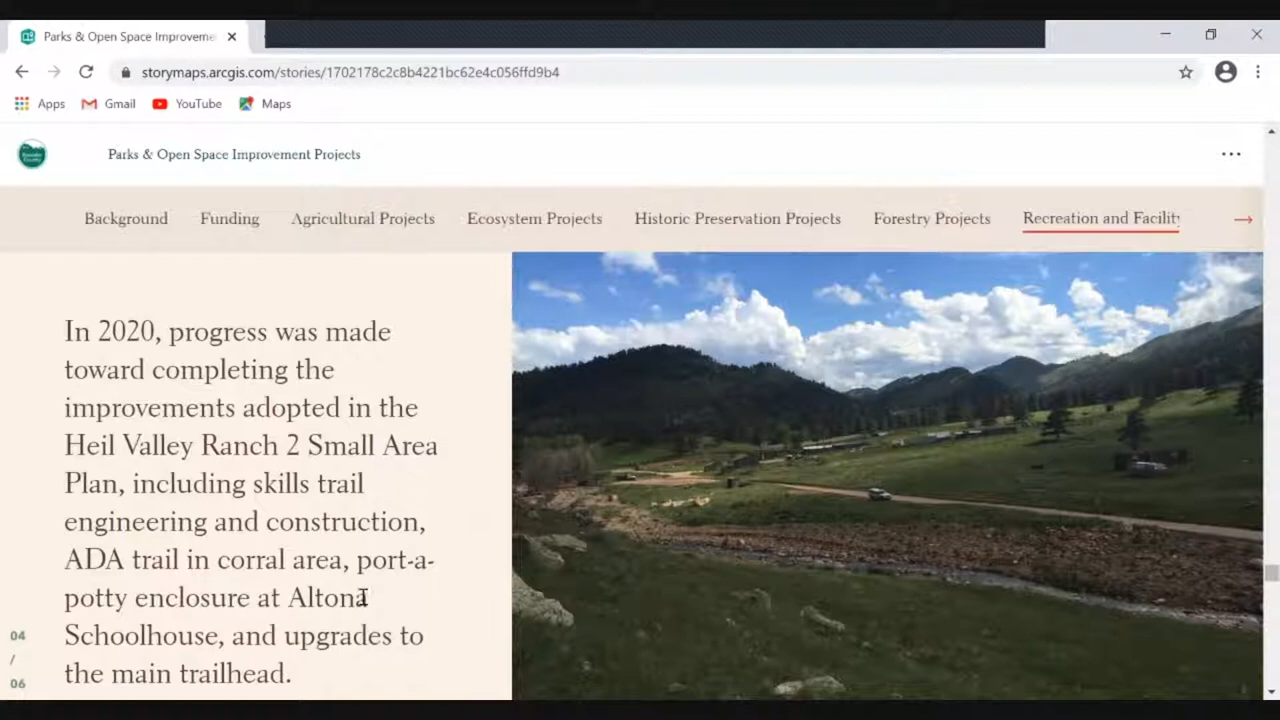 Parks & Open Space Improveme
storymaps.arcgis.com/stories/1702178c2c8b4221bc62e4c056ffd9b4
Apps Gmail YouTube Maps
Parks & Open Space Improvement Projects
Background Funding Agricultural Projects Ecosystem Projects Historic Preservation Projects Forestry Projects Recreation and Facility
In 2020, progress was made
toward completing the
improvements adopted in the
Heil Valley Ranch 2 Small Area
Plan, including skills trail
engineering and construction,
ADA trail in corral area, port-a-
potty enclosure at Altona
Schoolhouse, and upgrades to
the main trailhead.
04
/
06